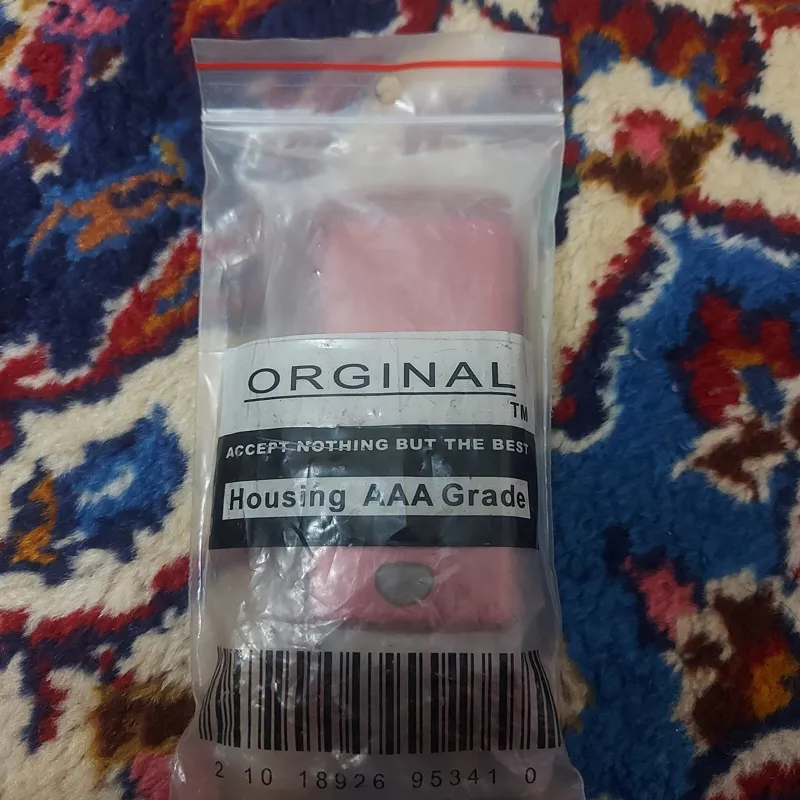 ORGINAL
TM
ACCEPT NOTHING BUT THE BEST
Housing AAA Grade
2 10 18926 95341 0